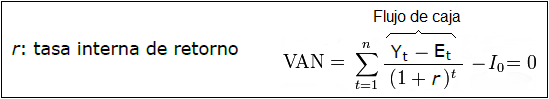 Flujo de caja
r: tasa interna de retorno
VAN = ∑_{t=1}^{n} (Y_t − E_t) / (1 + r)^t − I_0 = 0